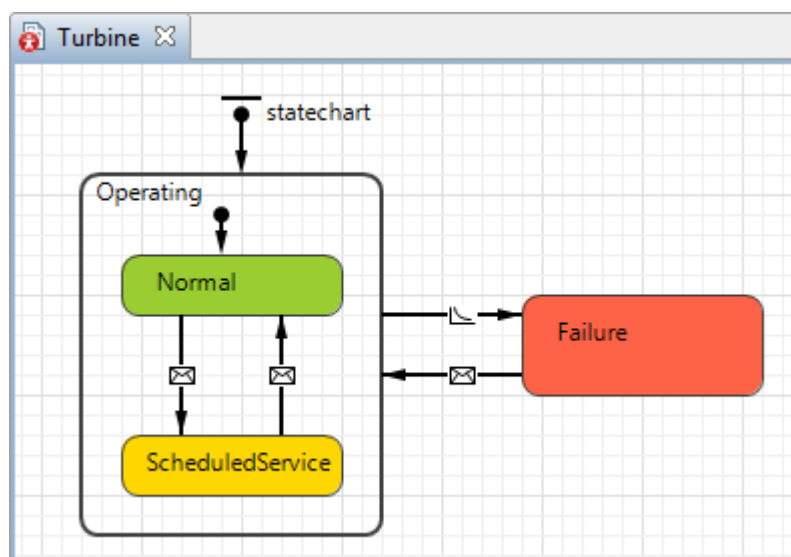 Turbine
statechart
Operating
Normal
Failure
ScheduledService